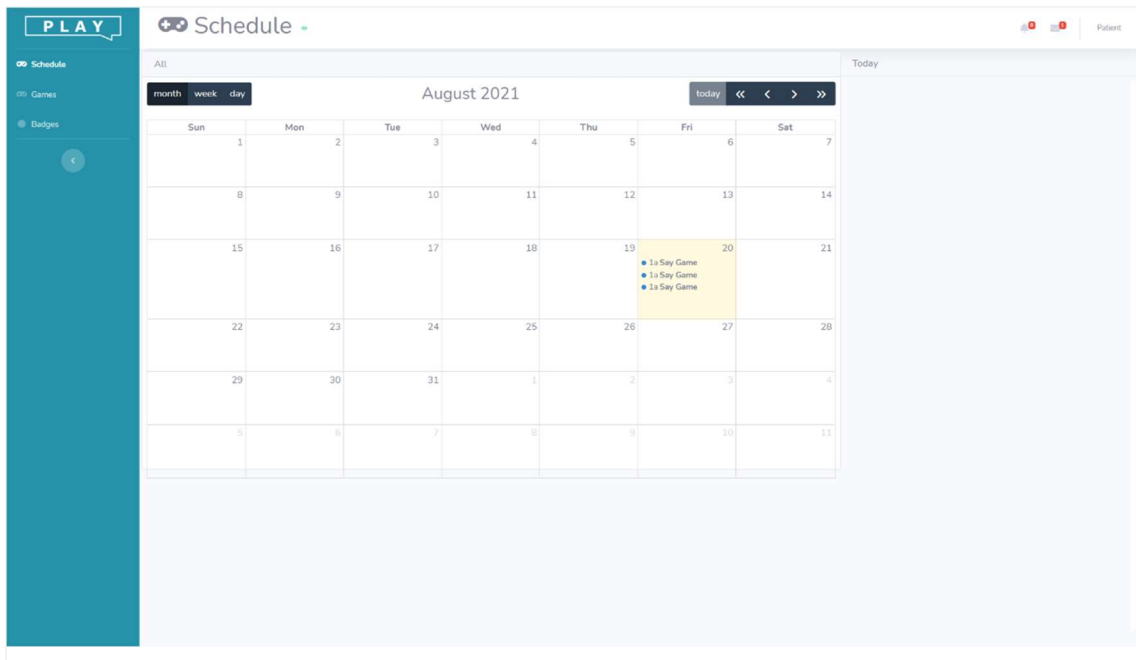 PLAY
Schedule
Patient
Schedule
Games
Badges
All
Today
month week day
August 2021
today
Sun Mon Tue Wed Thu Fri Sat
1 2 3 4 5 6 7
8 9 10 11 12 13 14
15 16 17 18 19 20 21
1a Say Game
1a Say Game
1a Say Game
22 23 24 25 26 27 28
29 30 31 1 2 3 4
5 6 7 8 9 10 11